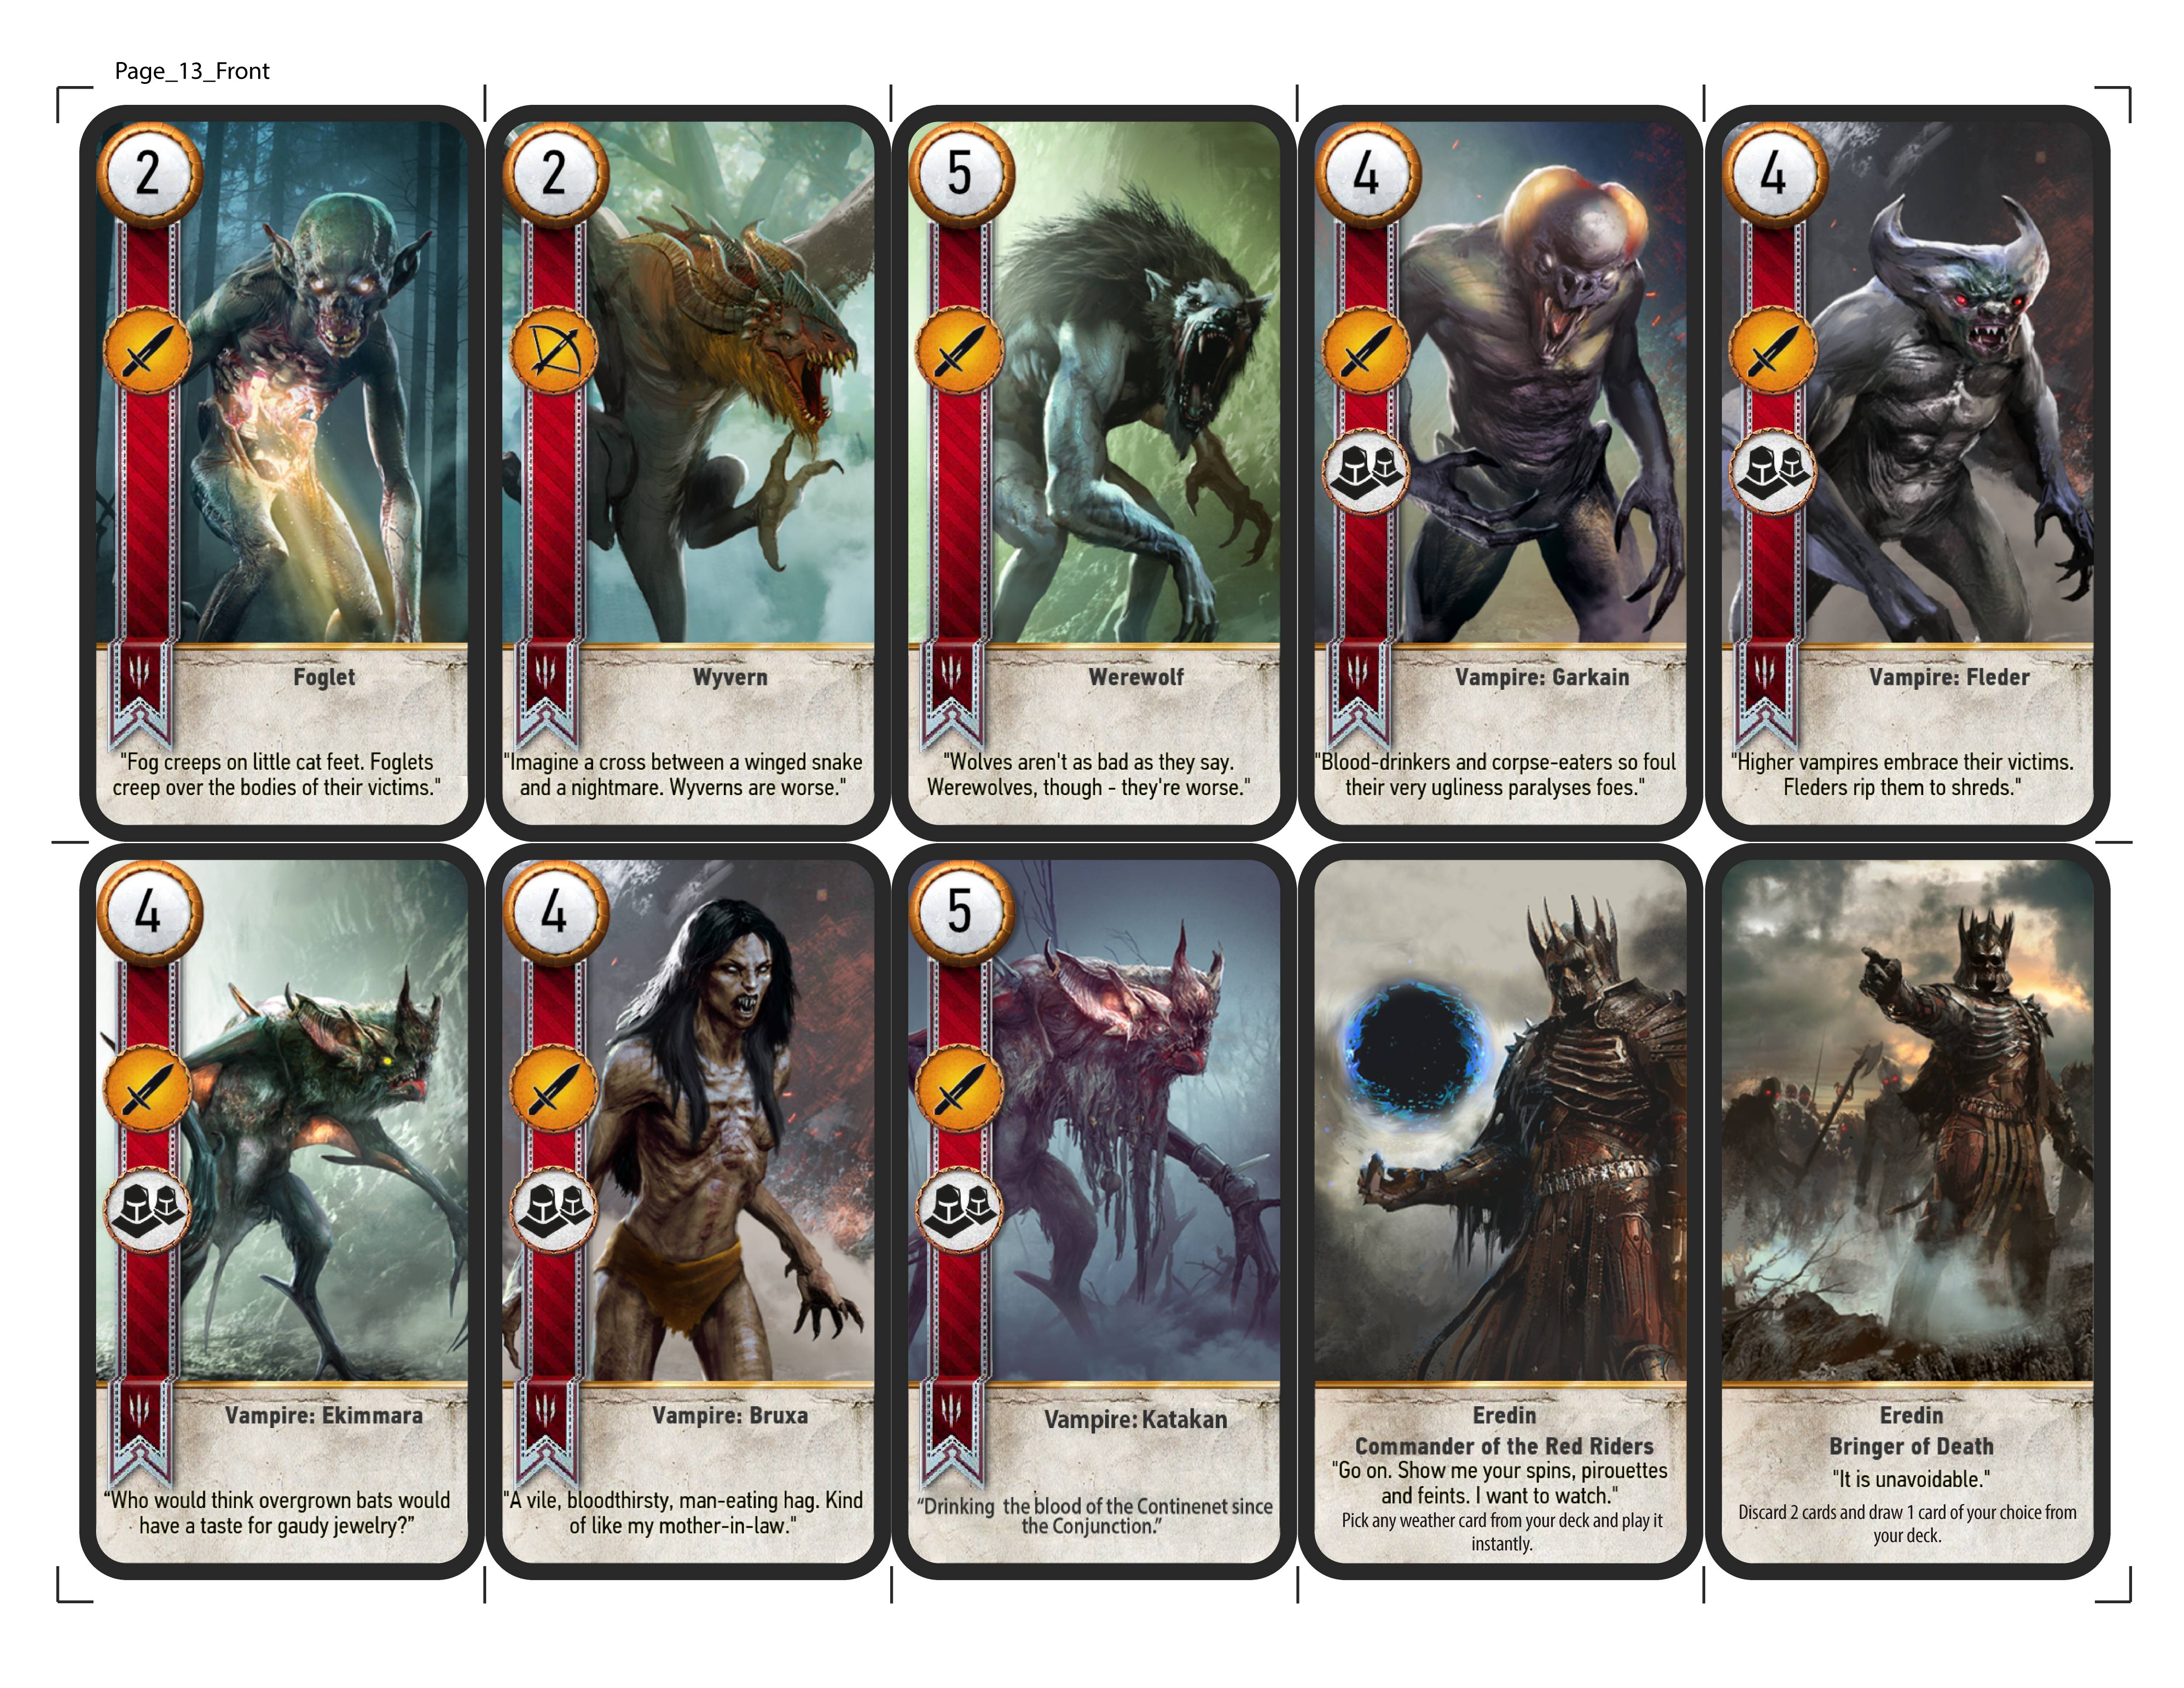 Page_13_Front
2
Foglet
"Fog creeps on little cat feet. Foglets
creep over the bodies of their victims."
2
Wyvern
"Imagine a cross between a winged snake
and a nightmare. Wyverns are worse."
5
Werewolf
"Wolves aren't as bad as they say.
Werewolves, though - they're worse."
4
Vampire: Garkain
"Blood-drinkers and corpse-eaters so foul
their very ugliness paralyses foes."
4
Vampire: Fleder
"Higher vampires embrace their victims.
Fleders rip them to shreds."
4
Vampire: Ekimmara
“Who would think overgrown bats would
have a taste for gaudy jewelry?”
4
Vampire: Bruxa
"A vile, bloodthirsty, man-eating hag. Kind
of like my mother-in-law."
5
Vampire: Katakan
“Drinking  the blood of the Continenet since
the Conjunction.”
Eredin
Commander of the Red Riders
"Go on. Show me your spins, pirouettes
and feints. I want to watch."
Pick any weather card from your deck and play it
instantly.
Eredin
Bringer of Death
"It is unavoidable."
Discard 2 cards and draw 1 card of your choice from
your deck.